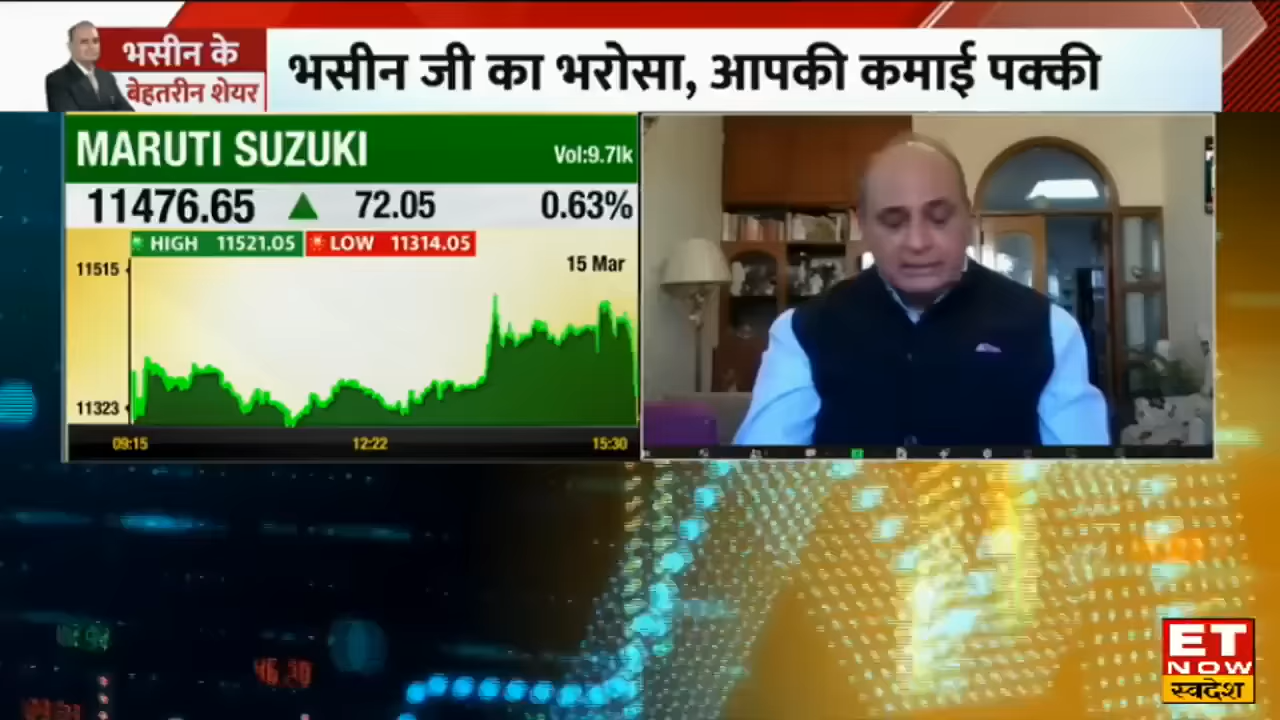 भसीन के
बेहतरीन शेयर
भसीन जी का भरोसा, आपकी कमाई पक्की
MARUTI SUZUKI
Vol:9.7lk
11476.65 ▲ 72.05 0.63%
HIGH 11521.05 LOW 11314.05
15 Mar
11515
11323
09:15 12:22 15:30
46.30
ET
NOW
स्वदेश